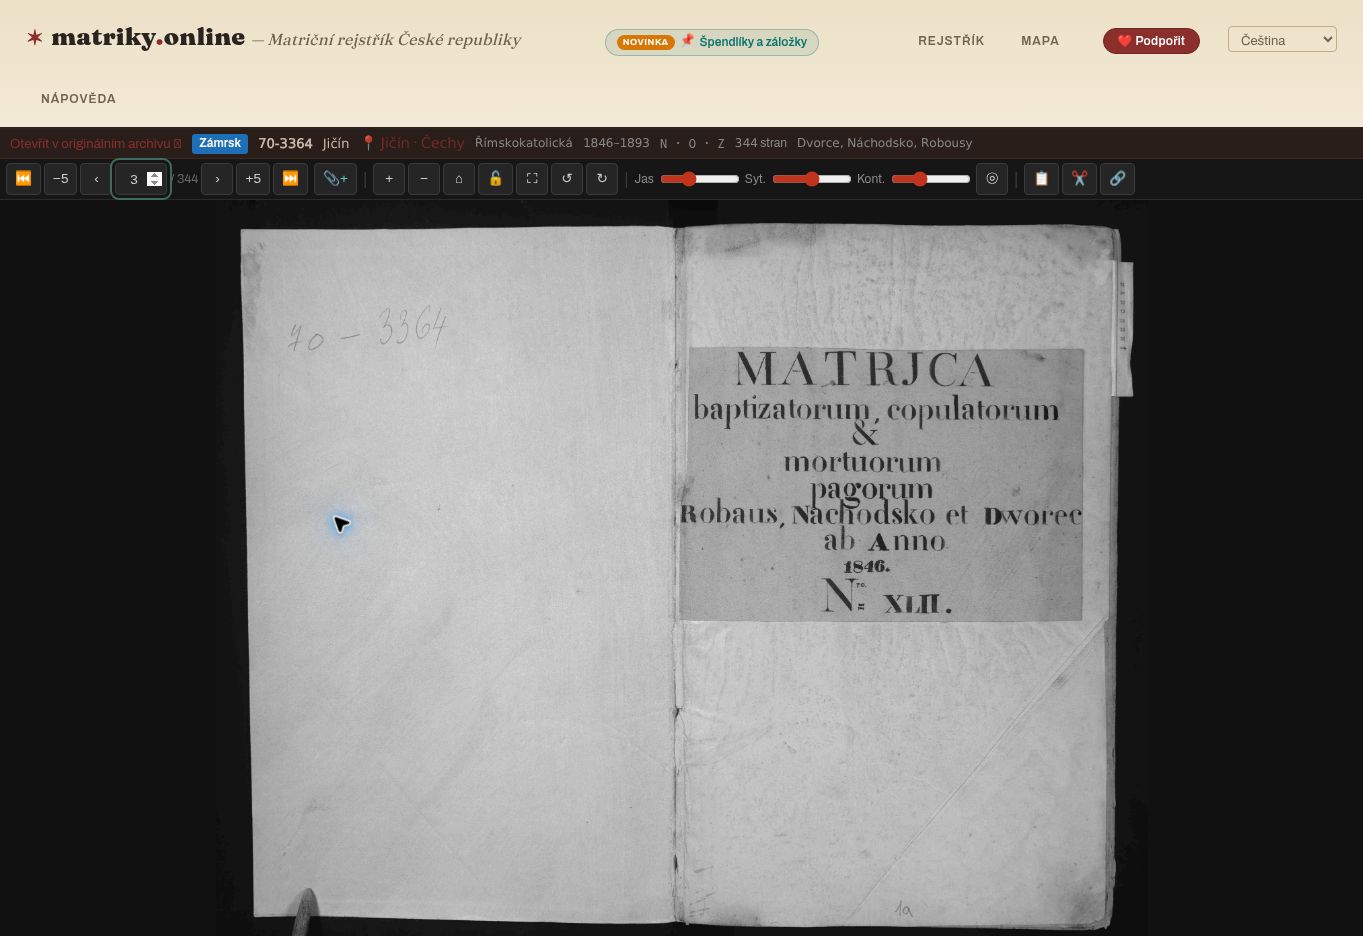 matriky.online — Matriční rejstřík České republiky
NOVINKA Špendlíky a záložky
REJSTŘÍK
MAPA
Podpořit
Čeština
NÁPOVĚDA
Otevřít v originálním archivu
Zámrsk 70-3364 Jičín Jičín · Čechy Římskokatolická 1846–1893 N · O · Z 344 stran Dvorce, Náchodsko, Robousy
−5 ‹ 3 / 344 › +5 + − Jas Syt. Kont.
70 — 3364
MATRJCA
baptizatorum, copulatorum
&
mortuorum
pagorum
Robaus, Nachodsko et Dworec
ab Anno
1846.
N ro. XLII.
1a